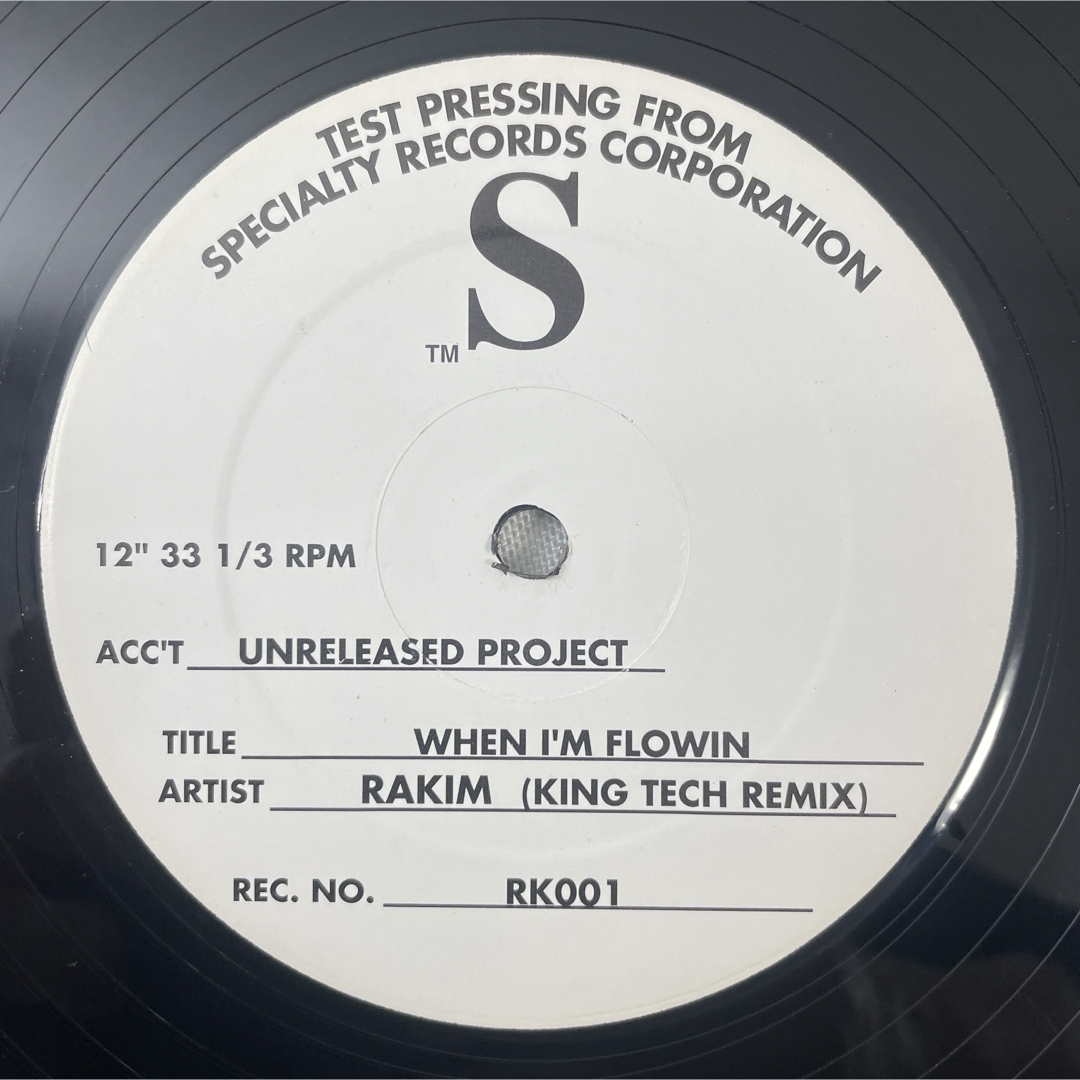 TEST PRESSING FROM
SPECIALTY RECORDS CORPORATION
S
TM
12" 33 1/3 RPM
ACC'T UNRELEASED PROJECT
TITLE WHEN I'M FLOWIN
ARTIST RAKIM (KING TECH REMIX)
REC. NO. RK001